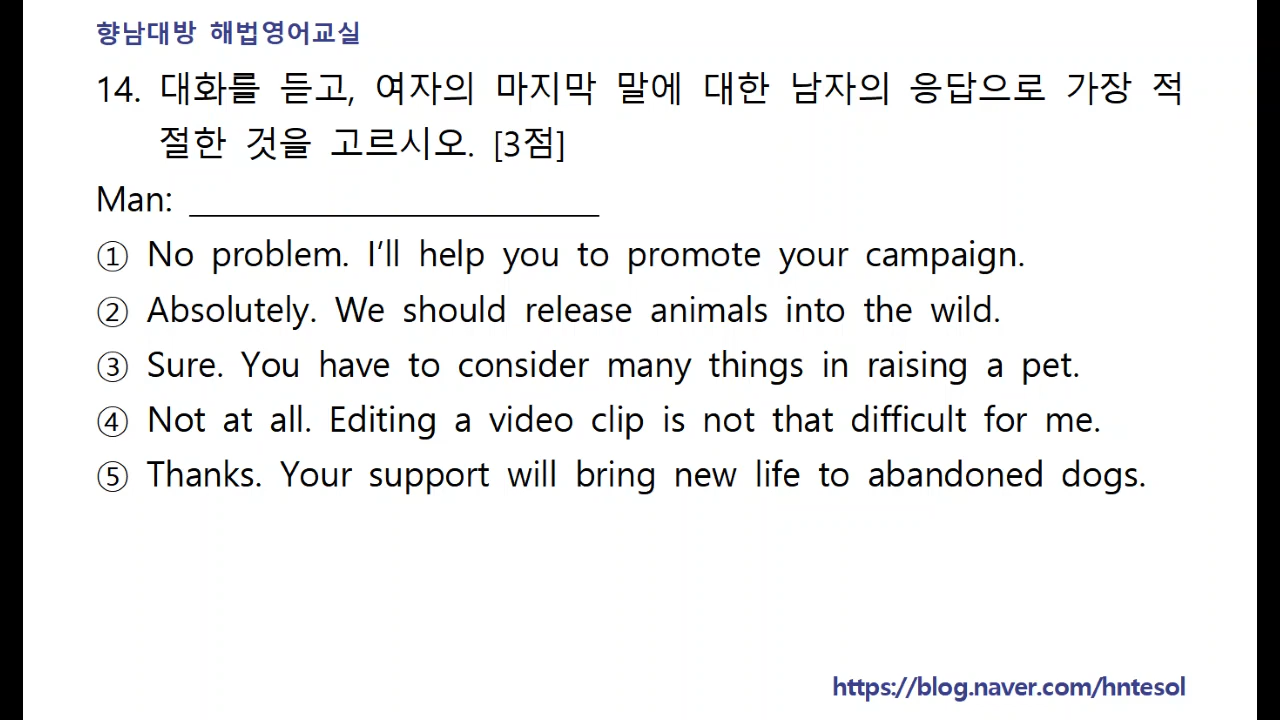 향남대방 해법영어교실
14. 대화를 듣고, 여자의 마지막 말에 대한 남자의 응답으로 가장 적
절한 것을 고르시오. [3점]
Man: ____________________
① No problem. I’ll help you to promote your campaign.
② Absolutely. We should release animals into the wild.
③ Sure. You have to consider many things in raising a pet.
④ Not at all. Editing a video clip is not that difficult for me.
⑤ Thanks. Your support will bring new life to abandoned dogs.
https://blog.naver.com/hntesol